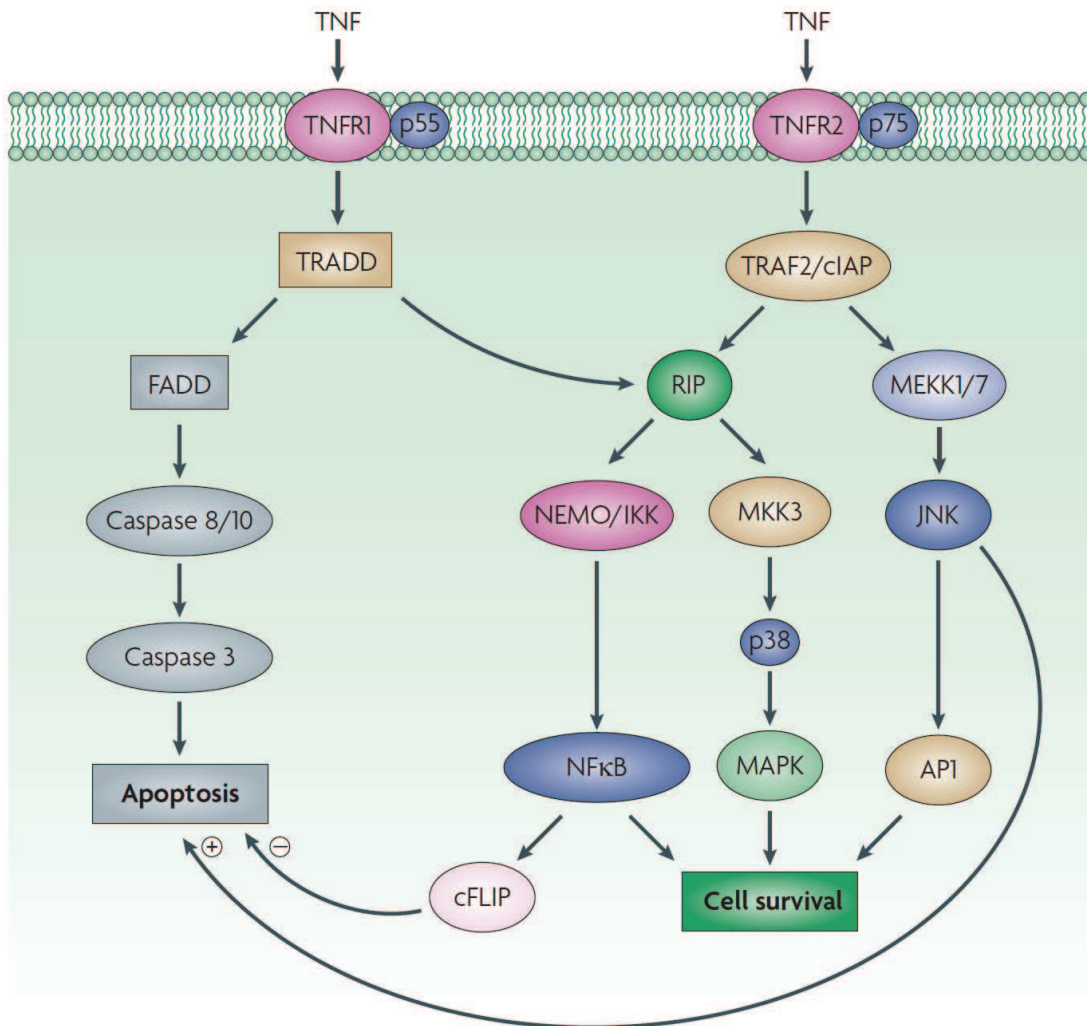 TNF
TNF
TNFR1
p55
TNFR2
p75
TRADD
TRAF2/cIAP
FADD
RIP
MEKK1/7
Caspase 8/10
NEMO/IKK
MKK3
JNK
Caspase 3
p38
Apoptosis
NFκB
MAPK
AP1
+
−
cFLIP
Cell survival